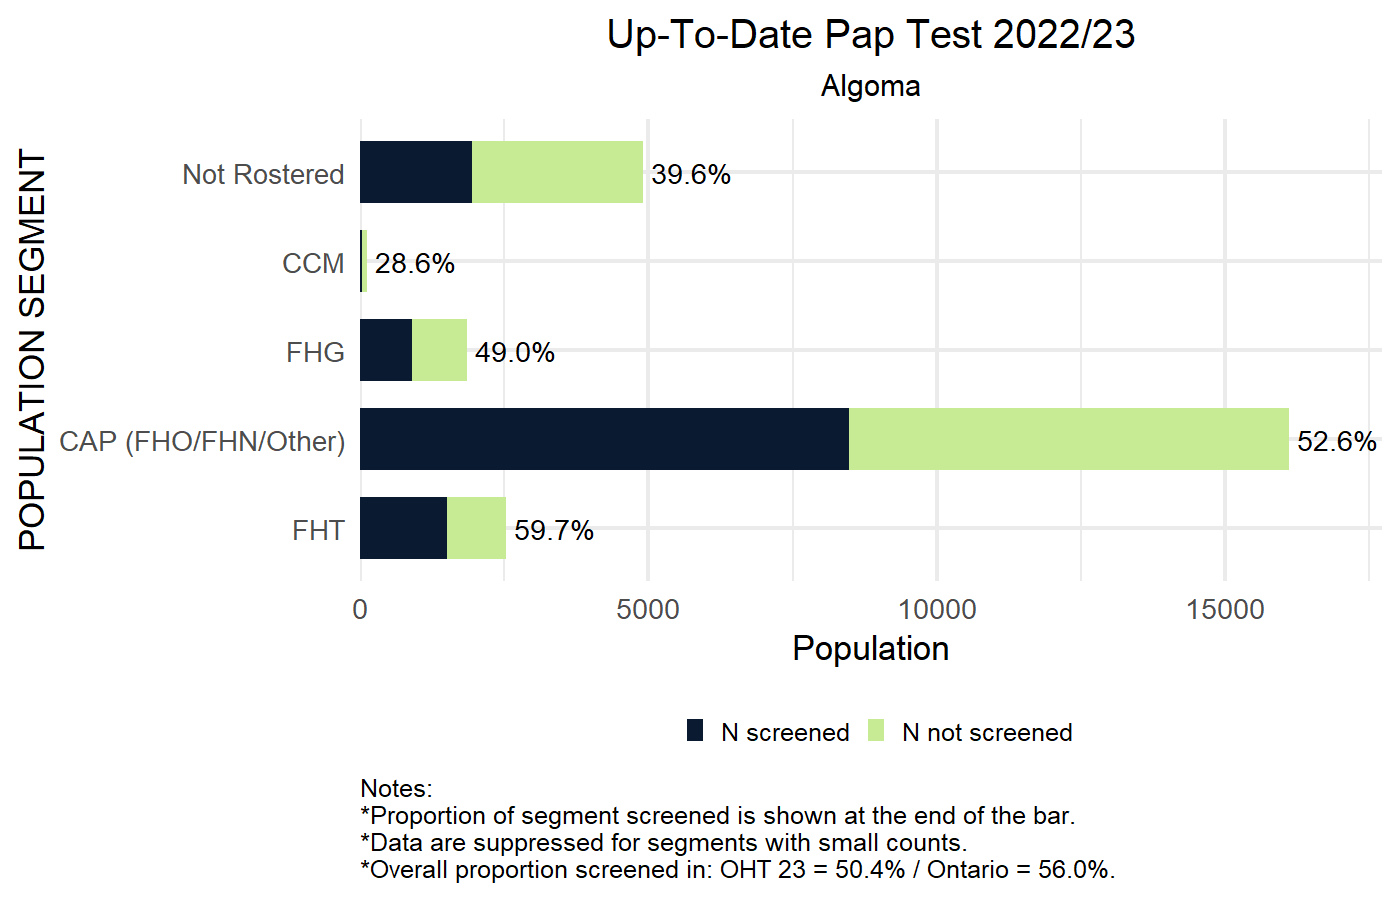 Up-To-Date Pap Test 2022/23
Algoma
POPULATION SEGMENT
Not Rostered
39.6%
CCM
28.6%
FHG
49.0%
CAP (FHO/FHN/Other)
52.6%
FHT
59.7%
0 5000 10000 15000
Population
N screened N not screened
Notes:
*Proportion of segment screened is shown at the end of the bar.
*Data are suppressed for segments with small counts.
*Overall proportion screened in: OHT 23 = 50.4% / Ontario = 56.0%.